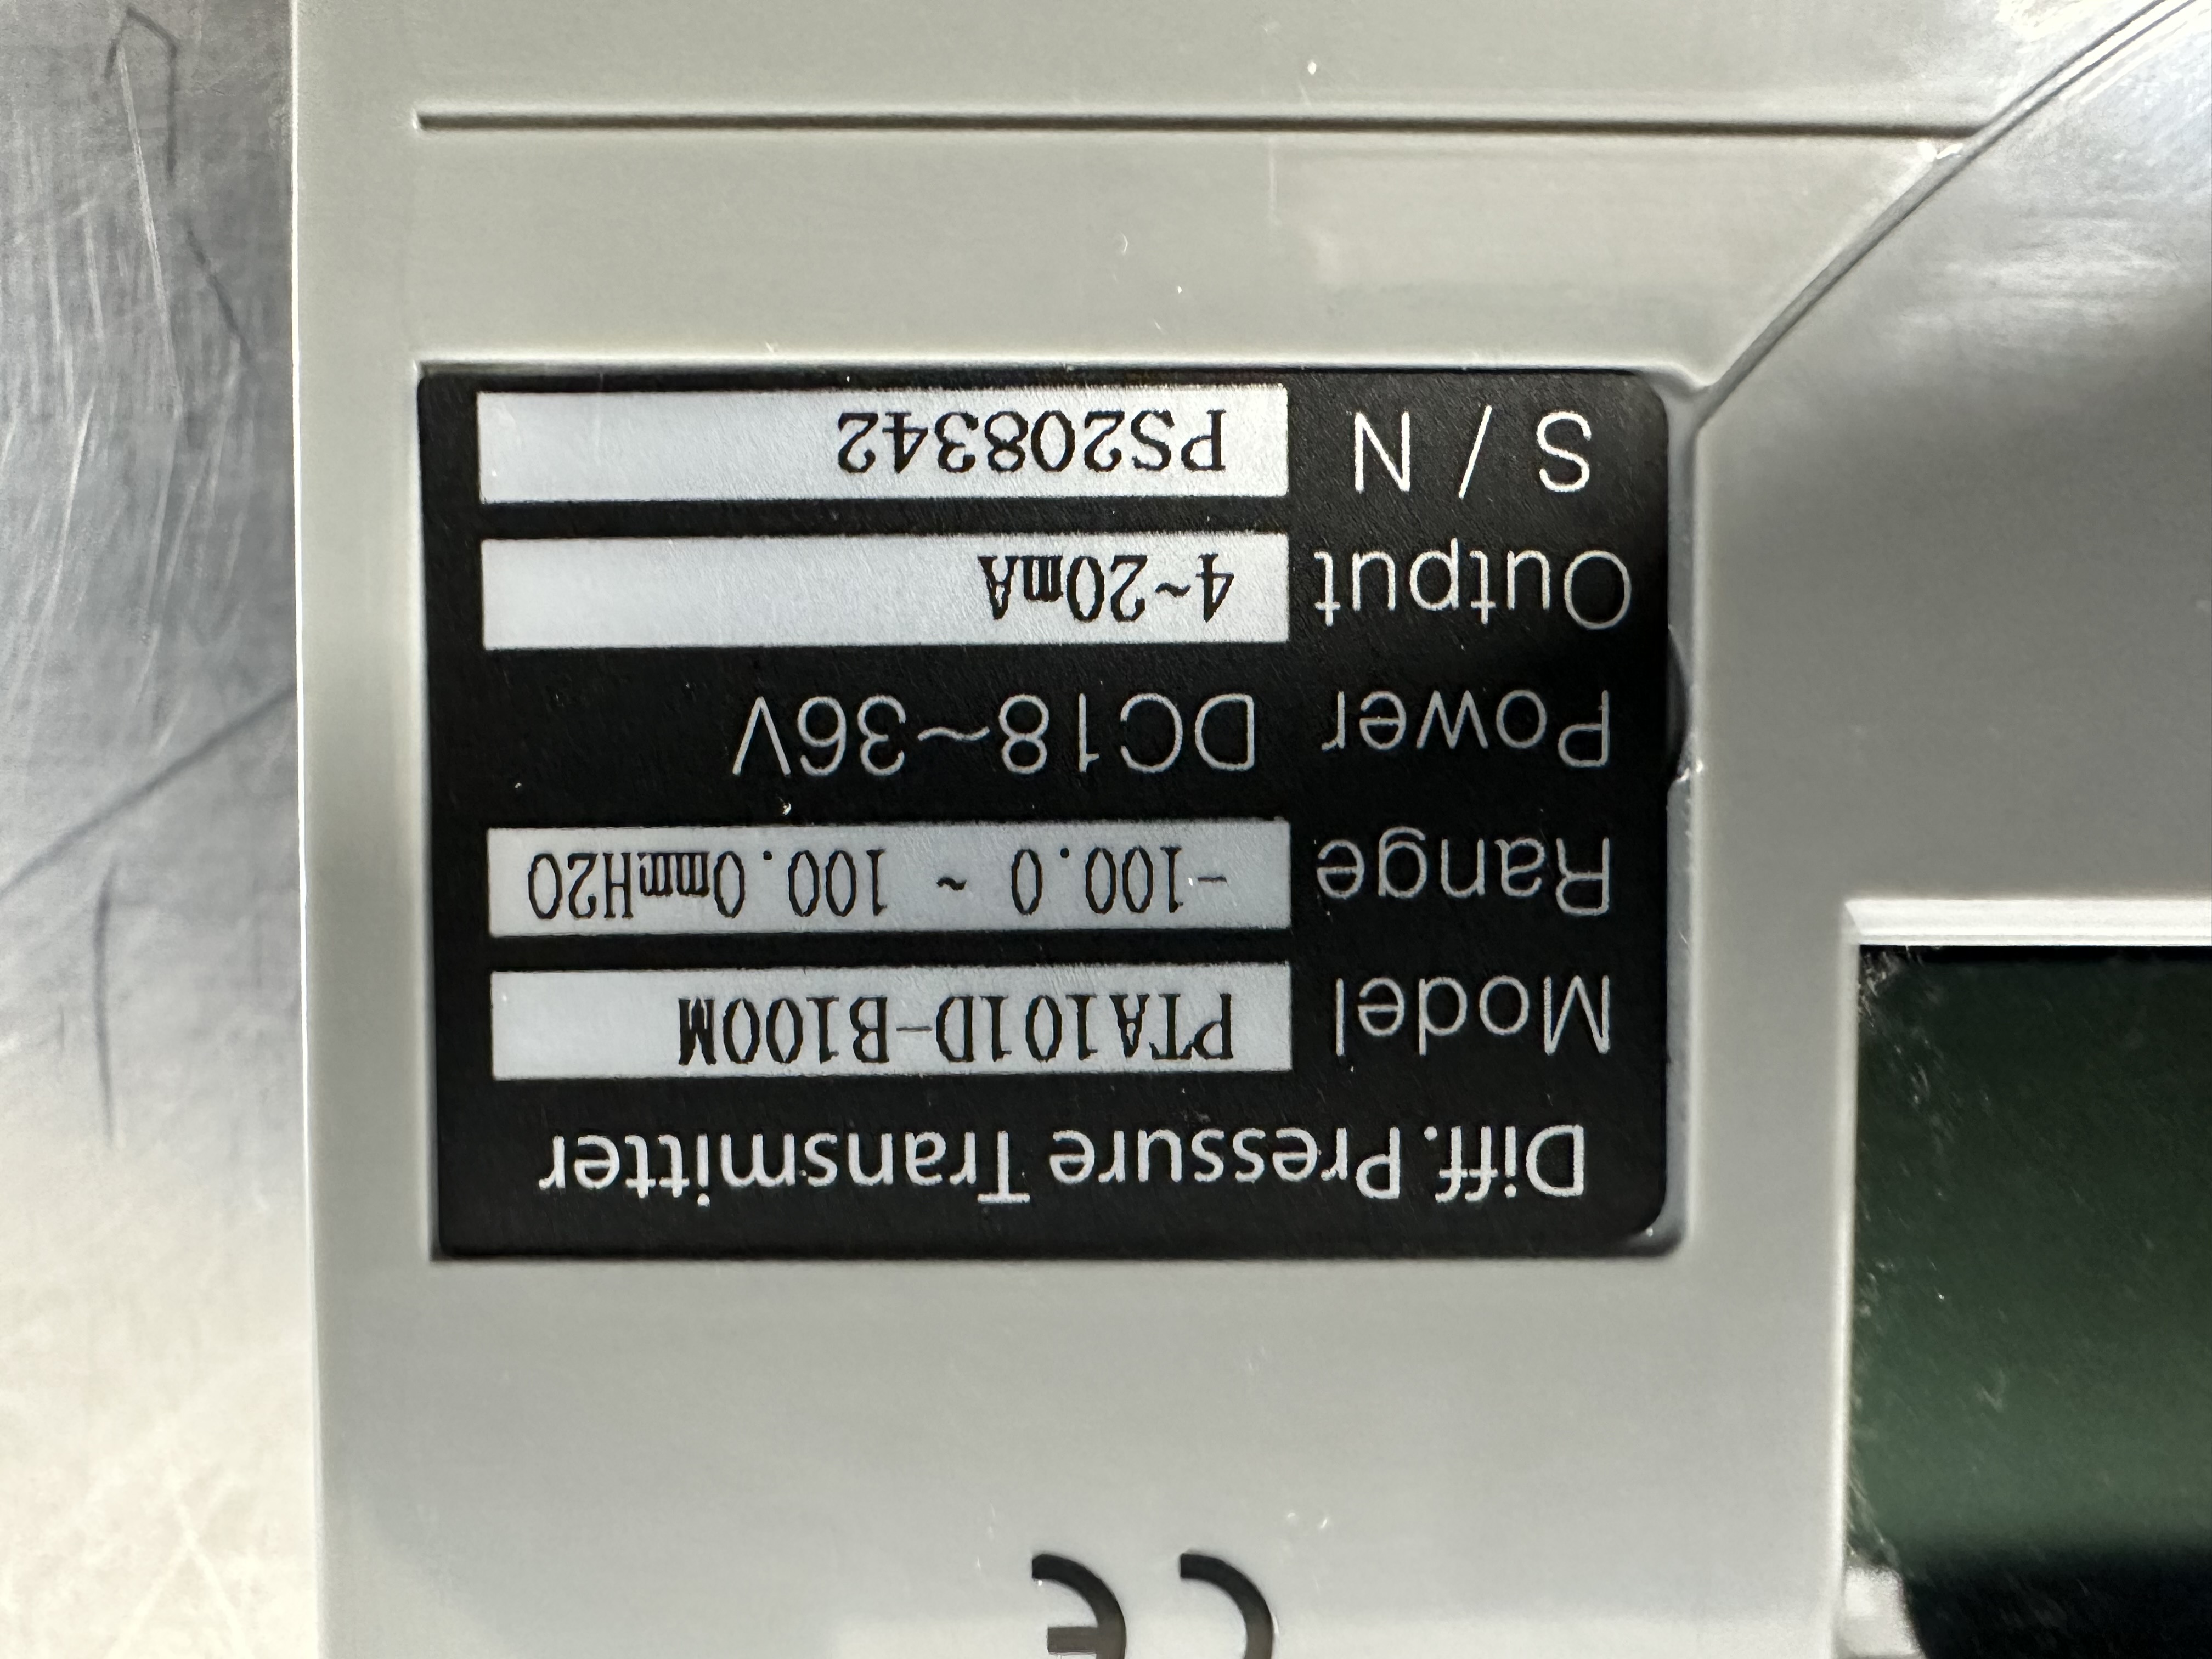 Diff. Pressure Transmitter
Model PTA101D-B100M
Range -100.0 ~ 100.0mmH2O
Power DC18~36V
Output 4~20mA
S / N PS208342
CE